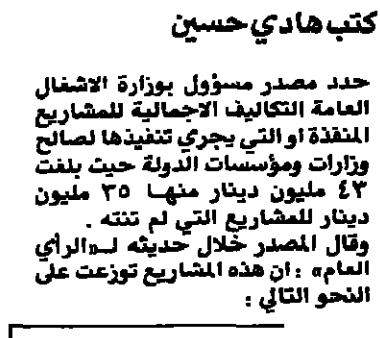 كتب هادي حسين
حدد مصدر مسؤول بوزارة الاشغال
العامة التكاليف الاجمالية للمشاريع
المنفذة او التي يجري تنفيذها لصالح
وزارات ومؤسسات الدولة حيث بلغت
٤٣ مليون دينار منها ٣٥ مليون
دينار للمشاريع التي لم تنته .
وقال المصدر خلال حديثه لـ«الرأي
العام» : ان هذه المشاريع توزعت على
النحو التالي :